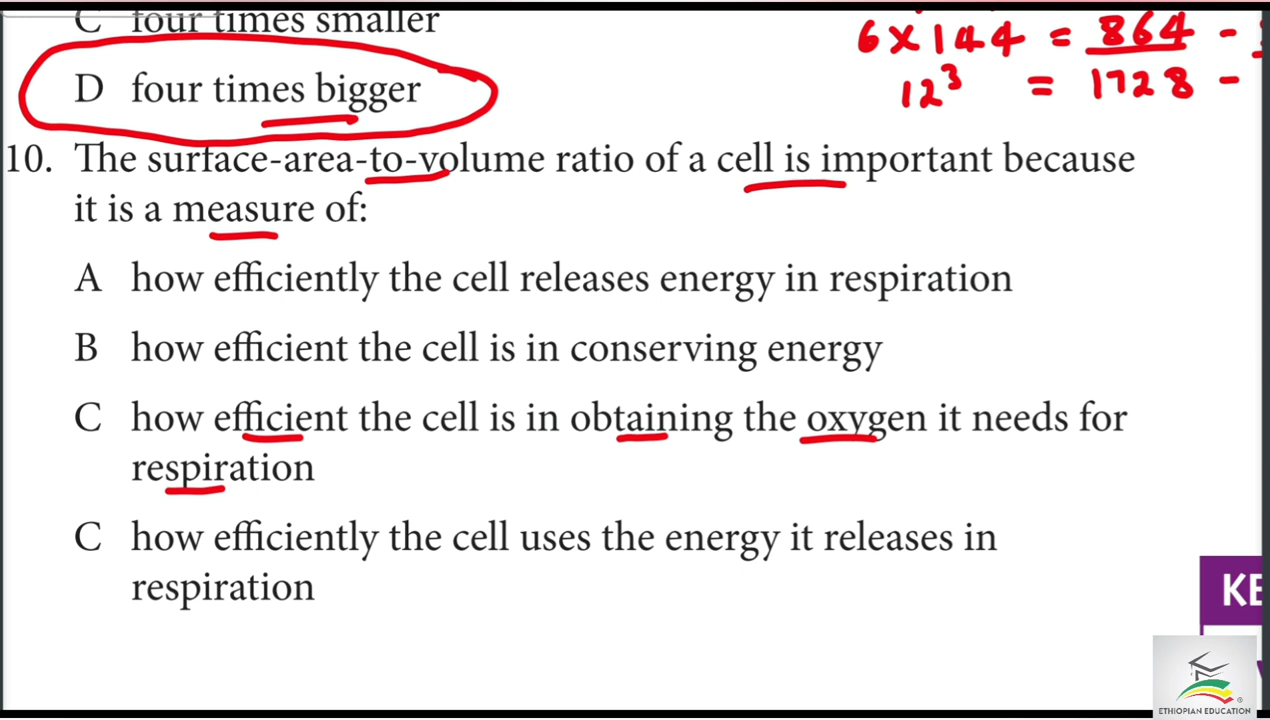 C four times smaller
6 x 144 = 864 -
D four times bigger
12³ = 1728 -
10. The surface-area-to-volume ratio of a cell is important because
it is a measure of:
A how efficiently the cell releases energy in respiration
B how efficient the cell is in conserving energy
C how efficient the cell is in obtaining the oxygen it needs for
respiration
C how efficiently the cell uses the energy it releases in
respiration
KE
ETHIOPIAN EDUCATION